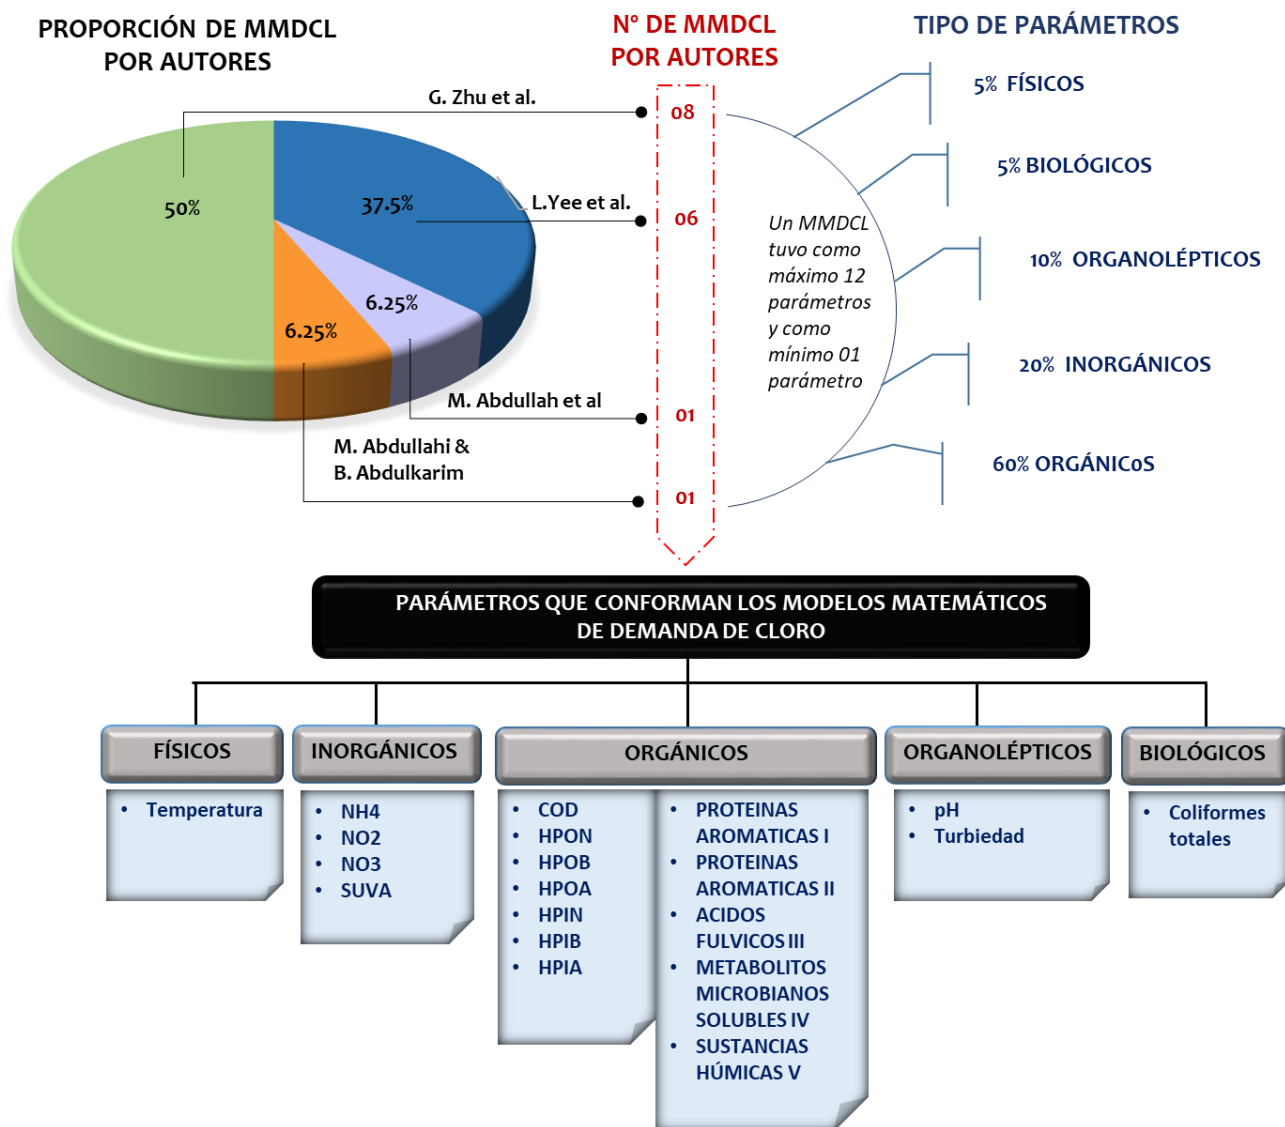 PROPORCIÓN DE MMDCL
POR AUTORES
G. Zhu et al.
50%
37.5%
L.Yee et al.
6.25%
6.25%
M. Abdullah et al
M. Abdullahi &
B. Abdulkarim
N° DE MMDCL
POR AUTORES
08
06
01
01
TIPO DE PARÁMETROS
Un MMDCL
tuvo como
máximo 12
parámetros
y como
mínimo 01
parámetro
5% FÍSICOS
5% BIOLÓGICOS
10% ORGANOLÉPTICOS
20% INORGÁNICOS
60% ORGÁNICoS
PARÁMETROS QUE CONFORMAN LOS MODELOS MATEMÁTICOS
DE DEMANDA DE CLORO
FÍSICOS
• Temperatura
INORGÁNICOS
• NH4
• NO2
• NO3
• SUVA
ORGÁNICOS
• COD
• HPON
• HPOB
• HPOA
• HPIN
• HPIB
• HPIA
• PROTEINAS
AROMATICAS I
• PROTEINAS
AROMATICAS II
• ACIDOS
FULVICOS III
• METABOLITOS
MICROBIANOS
SOLUBLES IV
• SUSTANCIAS
HÚMICAS V
ORGANOLÉPTICOS
• pH
• Turbiedad
BIOLÓGICOS
• Coliformes
totales